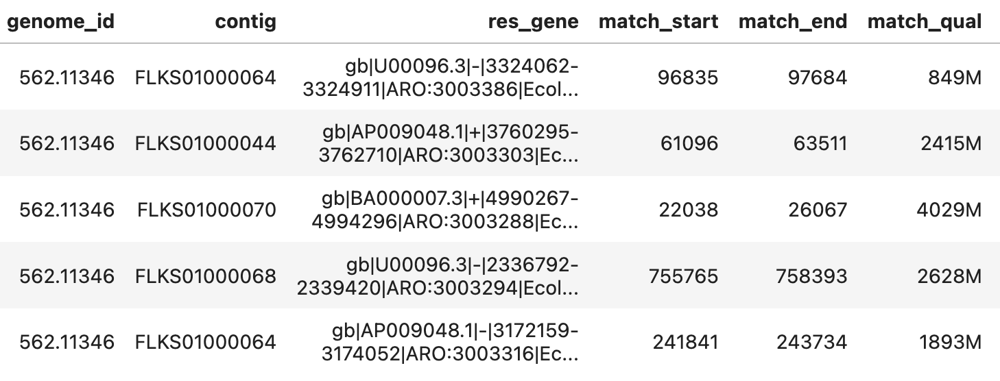 genome_id contig res_gene match_start match_end match_qual
562.11346 FLKS01000064 gb|U00096.3|-|3324062- 96835 97684 849M
3324911|ARO:3003386|Ecol...
562.11346 FLKS01000044 gb|AP009048.1|+|3760295- 61096 63511 2415M
3762710|ARO:3003303|Ec...
562.11346 FLKS01000070 gb|BA000007.3|+|4990267- 22038 26067 4029M
4994296|ARO:3003288|Ec...
562.11346 FLKS01000068 gb|U00096.3|-|2336792- 755765 758393 2628M
2339420|ARO:3003294|Ecol...
562.11346 FLKS01000064 gb|AP009048.1|-|3172159- 241841 243734 1893M
3174052|ARO:3003316|Ec...